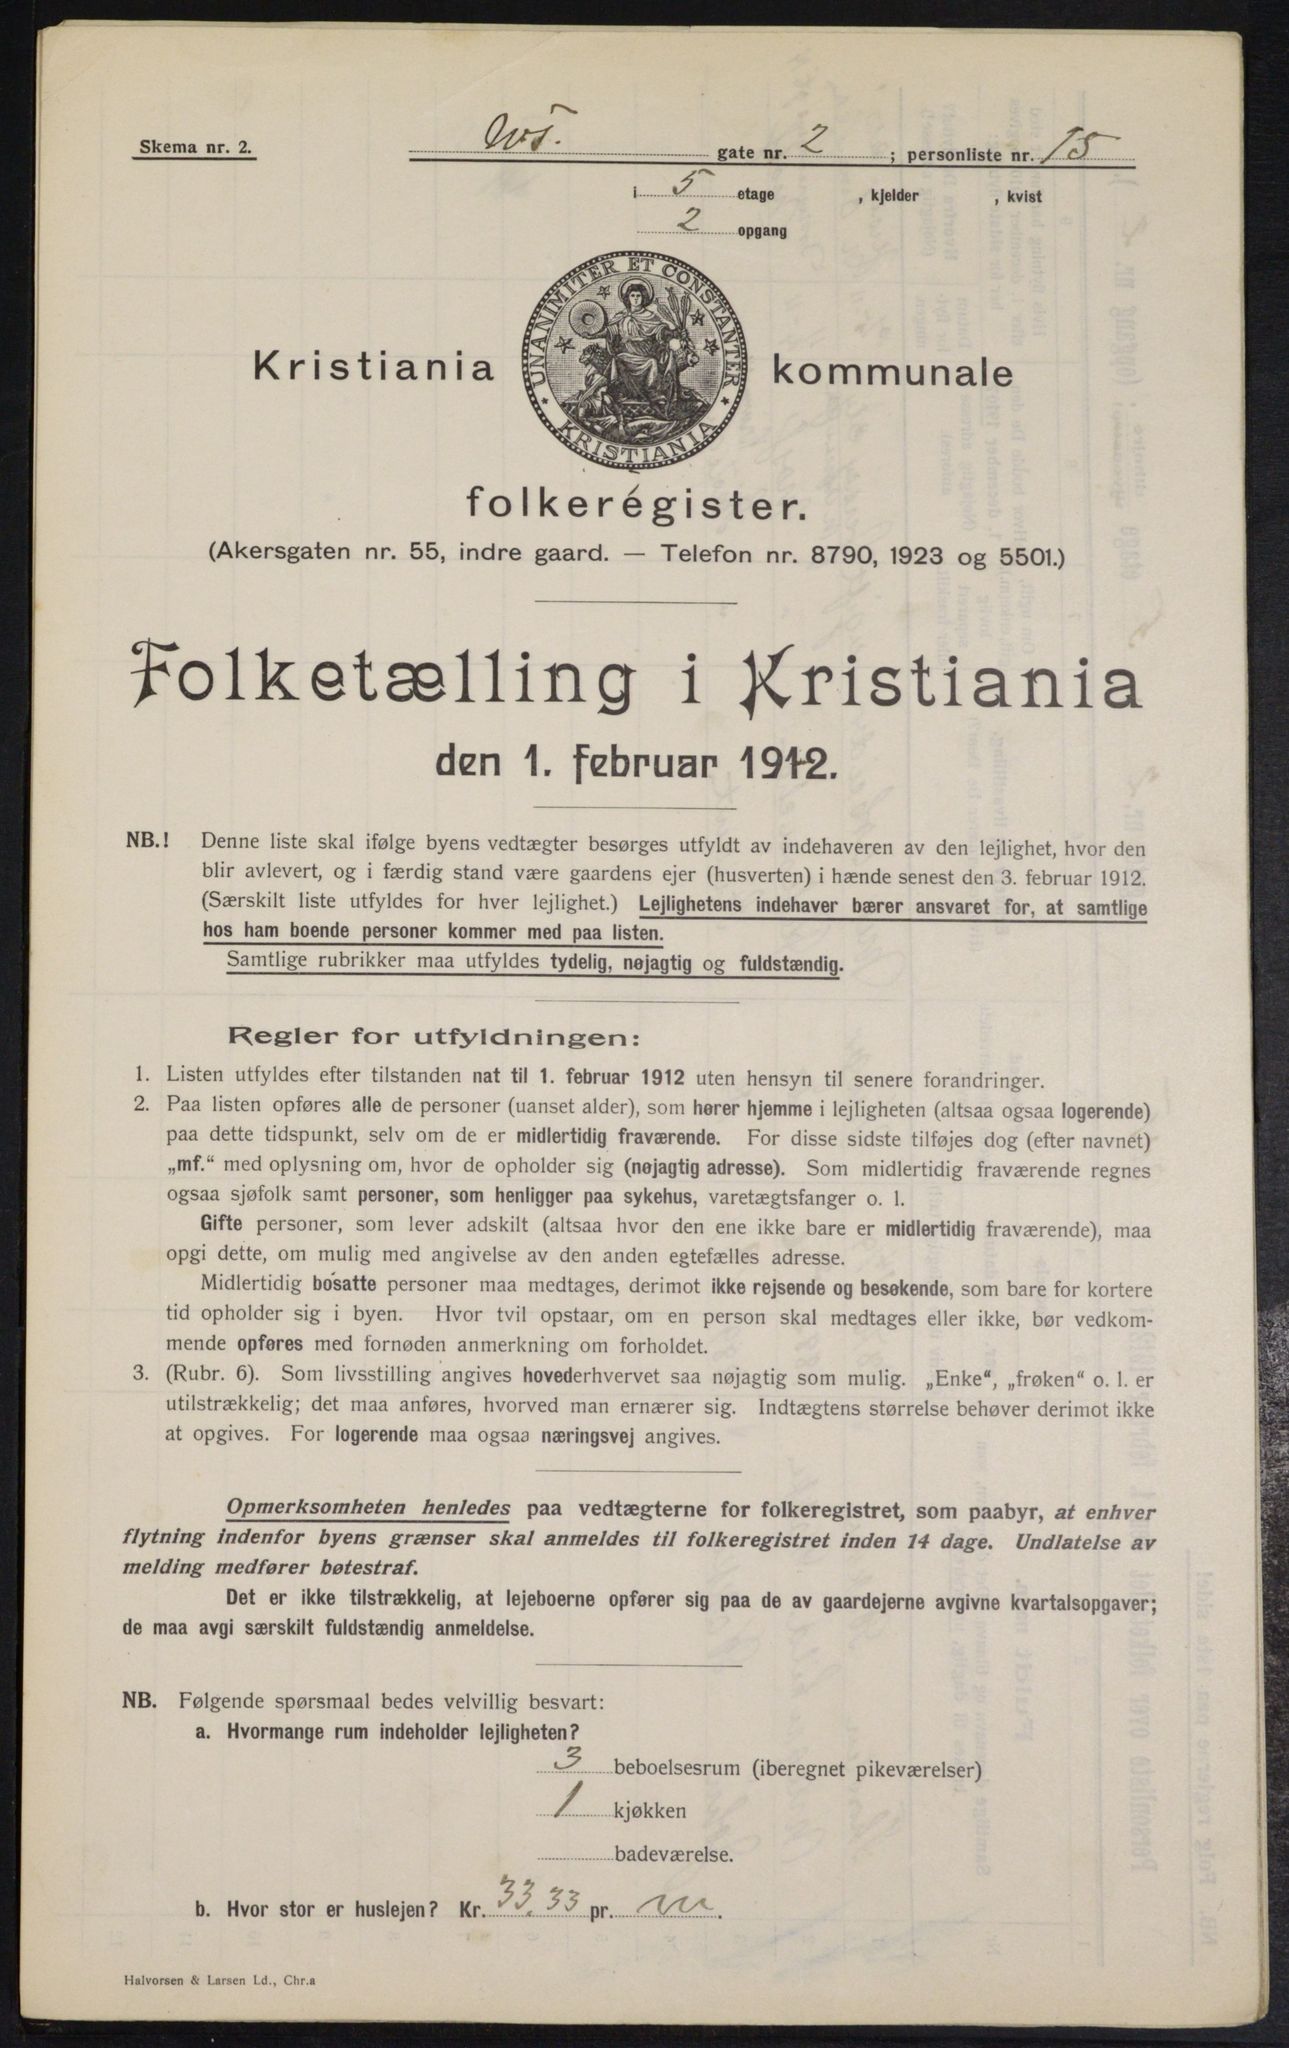 Skema nr. 2.
gate nr. 2 ; personliste nr. 15
i 5 etage , kjelder , kvist
2 opgang
UNANIMITER ET CONSTANTER
KRISTIANIA
Kristiania kommunale
folkeregister.
(Akersgaten nr. 55, indre gaard. — Telefon nr. 8790, 1923 og 5501.)
Folketælling i Kristiania
den 1. februar 1912.
NB.! Denne liste skal ifølge byens vedtægter besørges utfyldt av indehaveren av den lejlighet, hvor den
blir avlevert, og i færdig stand være gaardens ejer (husverten) i hænde senest den 3. februar 1912.
(Særskilt liste utfyldes for hver lejlighet.) Lejlighetens indehaver bærer ansvaret for, at samtlige
hos ham boende personer kommer med paa listen.
Samtlige rubrikker maa utfyldes tydelig, nøjagtig og fuldstændig.
Regler for utfyldningen:
1. Listen utfyldes efter tilstanden nat til 1. februar 1912 uten hensyn til senere forandringer.
2. Paa listen opføres alle de personer (uanset alder), som hører hjemme i lejligheten (altsaa ogsaa logerende)
paa dette tidspunkt, selv om de er midlertidig fraværende. For disse sidste tilføjes dog (efter navnet)
„mf.“ med oplysning om, hvor de opholder sig (nøjagtig adresse). Som midlertidig fraværende regnes
ogsaa sjøfolk samt personer, som henligger paa sykehus, varetægtsfanger o. l.
Gifte personer, som lever adskilt (altsaa hvor den ene ikke bare er midlertidig fraværende), maa
opgi dette, om mulig med angivelse av den anden egtefælles adresse.
Midlertidig bosatte personer maa medtages, derimot ikke rejsende og besøkende, som bare for kortere
tid opholder sig i byen. Hvor tvil opstaar, om en person skal medtages eller ikke, bør vedkom-
mende opføres med fornøden anmerkning om forholdet.
3. (Rubr. 6). Som livsstilling angives hovederhvervet saa nøjagtig som mulig. „Enke“, „frøken“ o. l. er
utilstrækkelig; det maa anføres, hvorved man ernærer sig. Indtægtens størrelse behøver derimot ikke
at opgives. For logerende maa ogsaa næringsvej angives.
Opmerksomheten henledes paa vedtægterne for folkeregistret, som paabyr, at enhver
flytning indenfor byens grænser skal anmeldes til folkeregistret inden 14 dage. Undlatelse av
melding medfører bøtestraf.
Det er ikke tilstrækkelig, at lejeboerne opfører sig paa de av gaardejerne avgivne kvartalsopgaver;
de maa avgi særskilt fuldstændig anmeldelse.
NB. Følgende spørsmaal bedes velvillig besvart:
a. Hvormange rum indeholder lejligheten?
3 beboelsesrum (iberegnet pikeværelser)
1 kjøkken
badeværelse.
b. Hvor stor er huslejen? Kr. 33,33 pr. m.
Halvorsen & Larsen Ld., Chr.a